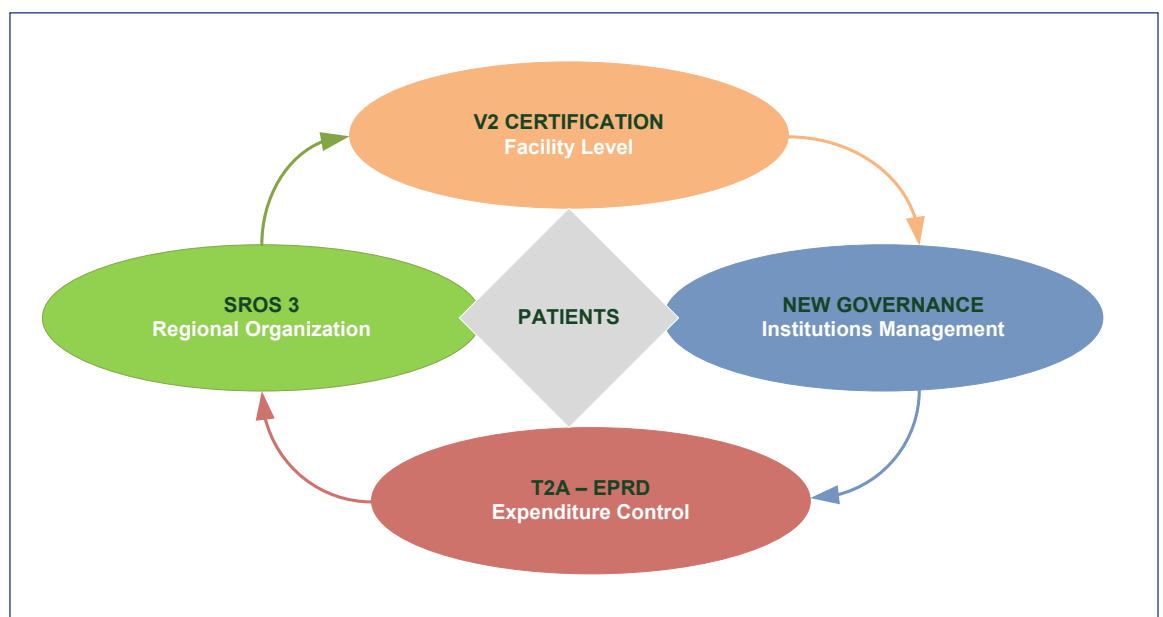 V2 CERTIFICATION
Facility Level
SROS 3
Regional Organization
PATIENTS
NEW GOVERNANCE
Institutions Management
T2A – EPRD
Expenditure Control